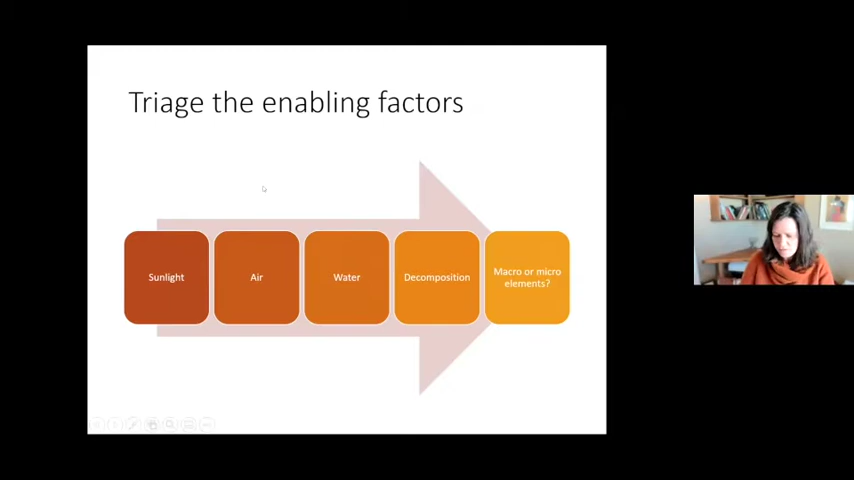 Triage the enabling factors
Sunlight
Air
Water
Decomposition
Macro or micro
elements?